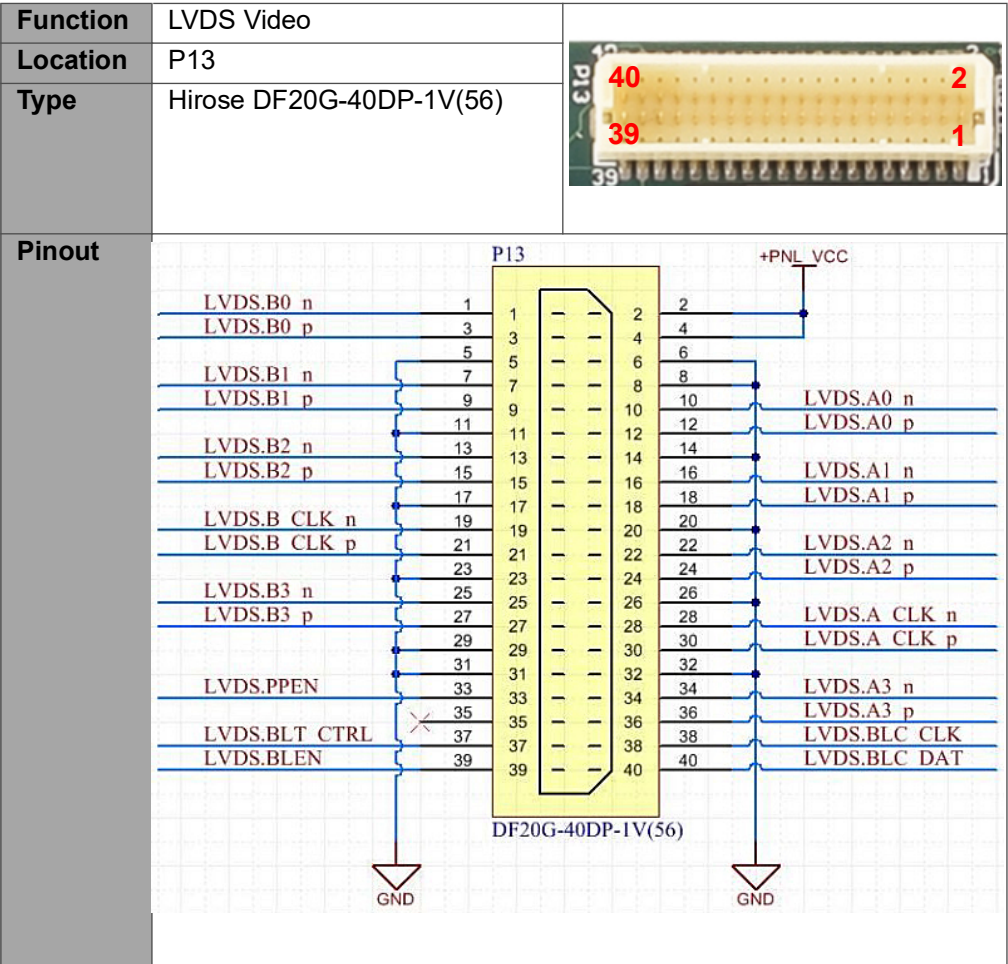 Function LVDS Video
Location P13
Type Hirose DF20G-40DP-1V(56)
P13
40 2
40 2
39 1
39 1
Pinout
P13 +PNL_VCC
LVDS.B0_n 1 1 2 2
LVDS.B0_p 3 3 4 4
5 5 6 6
LVDS.B1_n 7 7 8 8
LVDS.B1_p 9 9 10 10 LVDS.A0_n
11 11 12 12 LVDS.A0_p
LVDS.B2_n 13 13 14 14
LVDS.B2_p 15 15 16 16 LVDS.A1_n
17 17 18 18 LVDS.A1_p
LVDS.B_CLK_n 19 19 20 20
LVDS.B_CLK_p 21 21 22 22 LVDS.A2_n
23 23 24 24 LVDS.A2_p
LVDS.B3_n 25 25 26 26
LVDS.B3_p 27 27 28 28 LVDS.A_CLK_n
29 29 30 30 LVDS.A_CLK_p
31 31 32 32
LVDS.PPEN 33 33 34 34 LVDS.A3_n
35 35 36 36 LVDS.A3_p
LVDS.BLT_CTRL 37 37 38 38 LVDS.BLC_CLK
LVDS.BLEN 39 39 40 40 LVDS.BLC_DAT
DF20G-40DP-1V(56)
GND GND